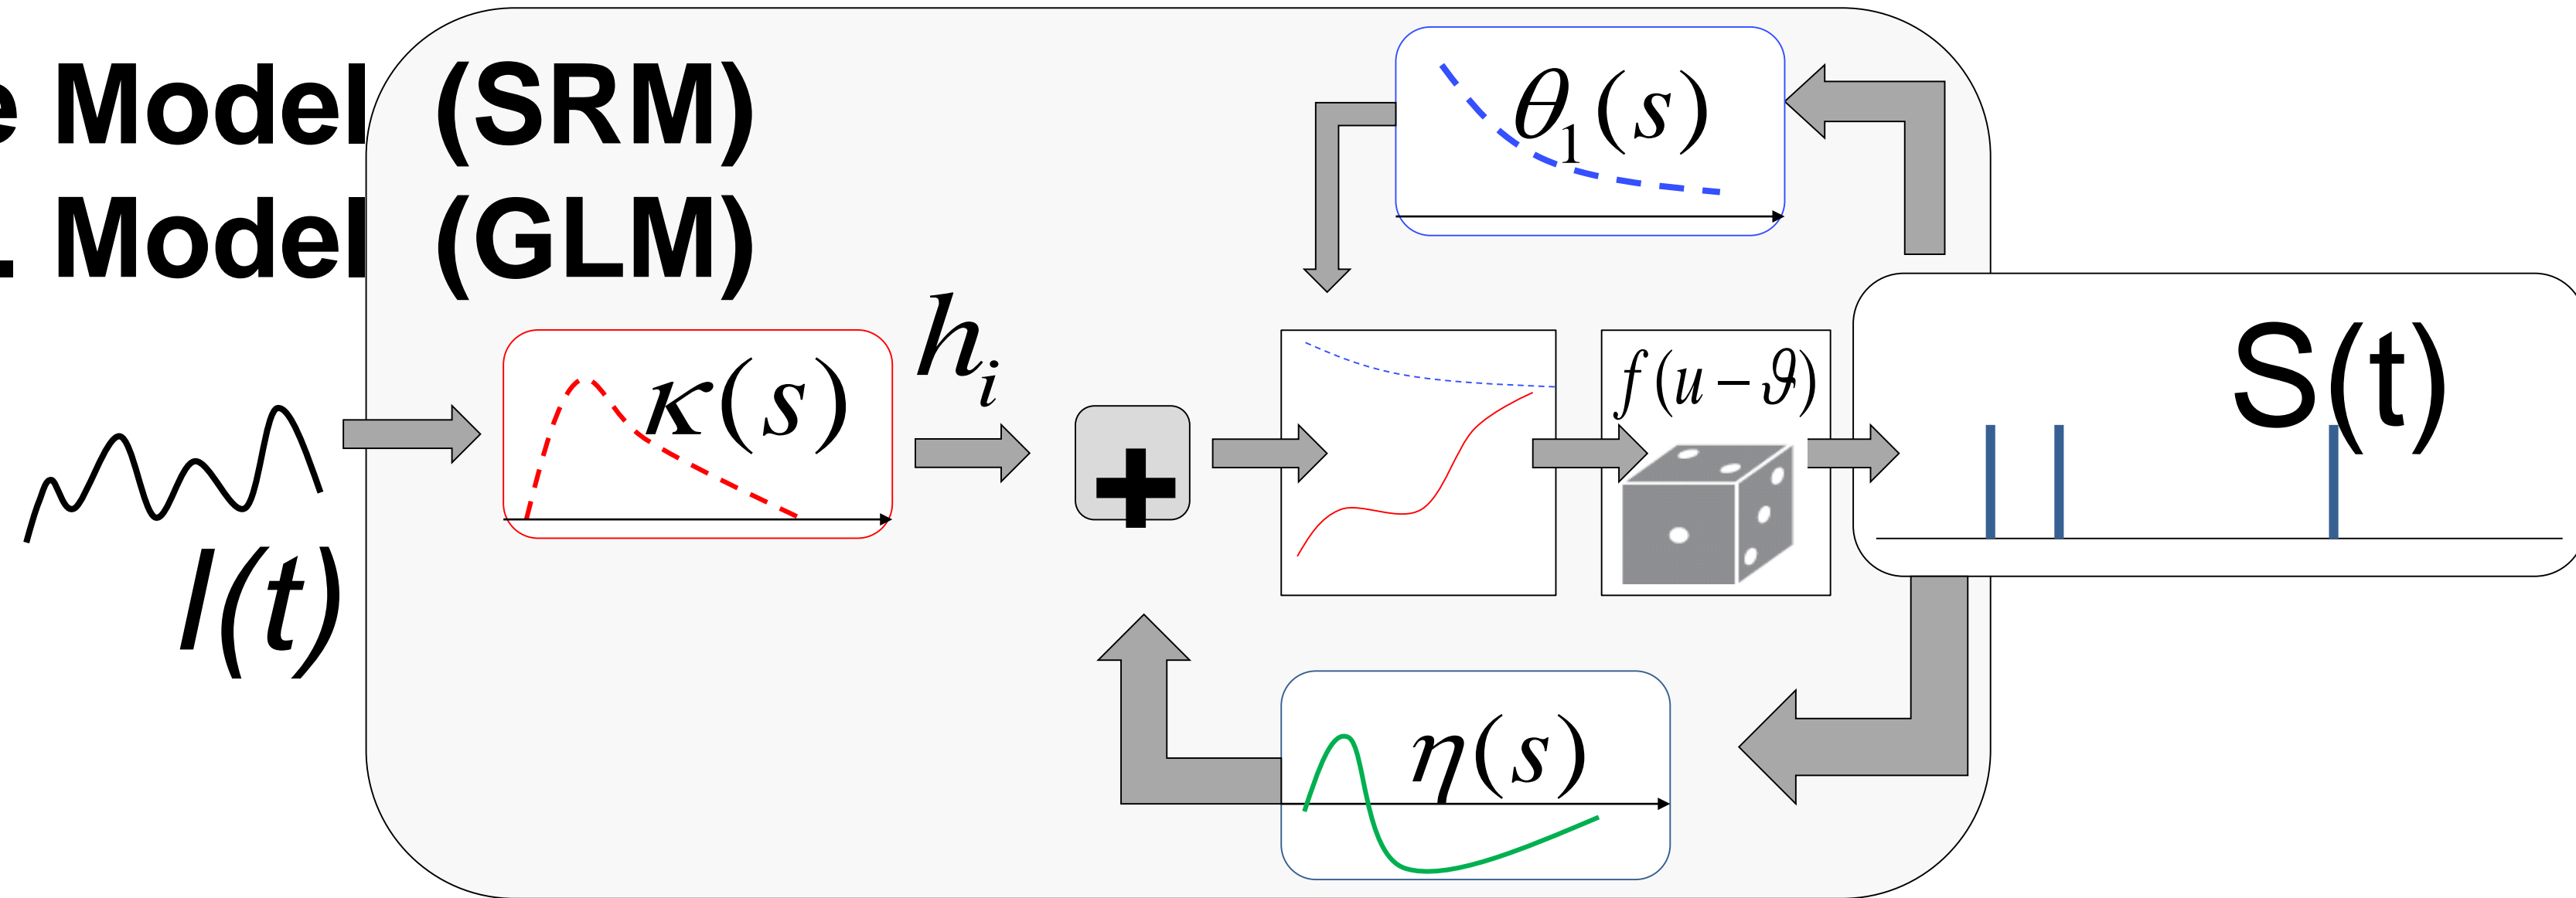 e Model (SRM)
. Model (GLM)
θ₁(s)
hᵢ
κ(s)
+
f(u−ϑ)
S(t)
I(t)
η(s)